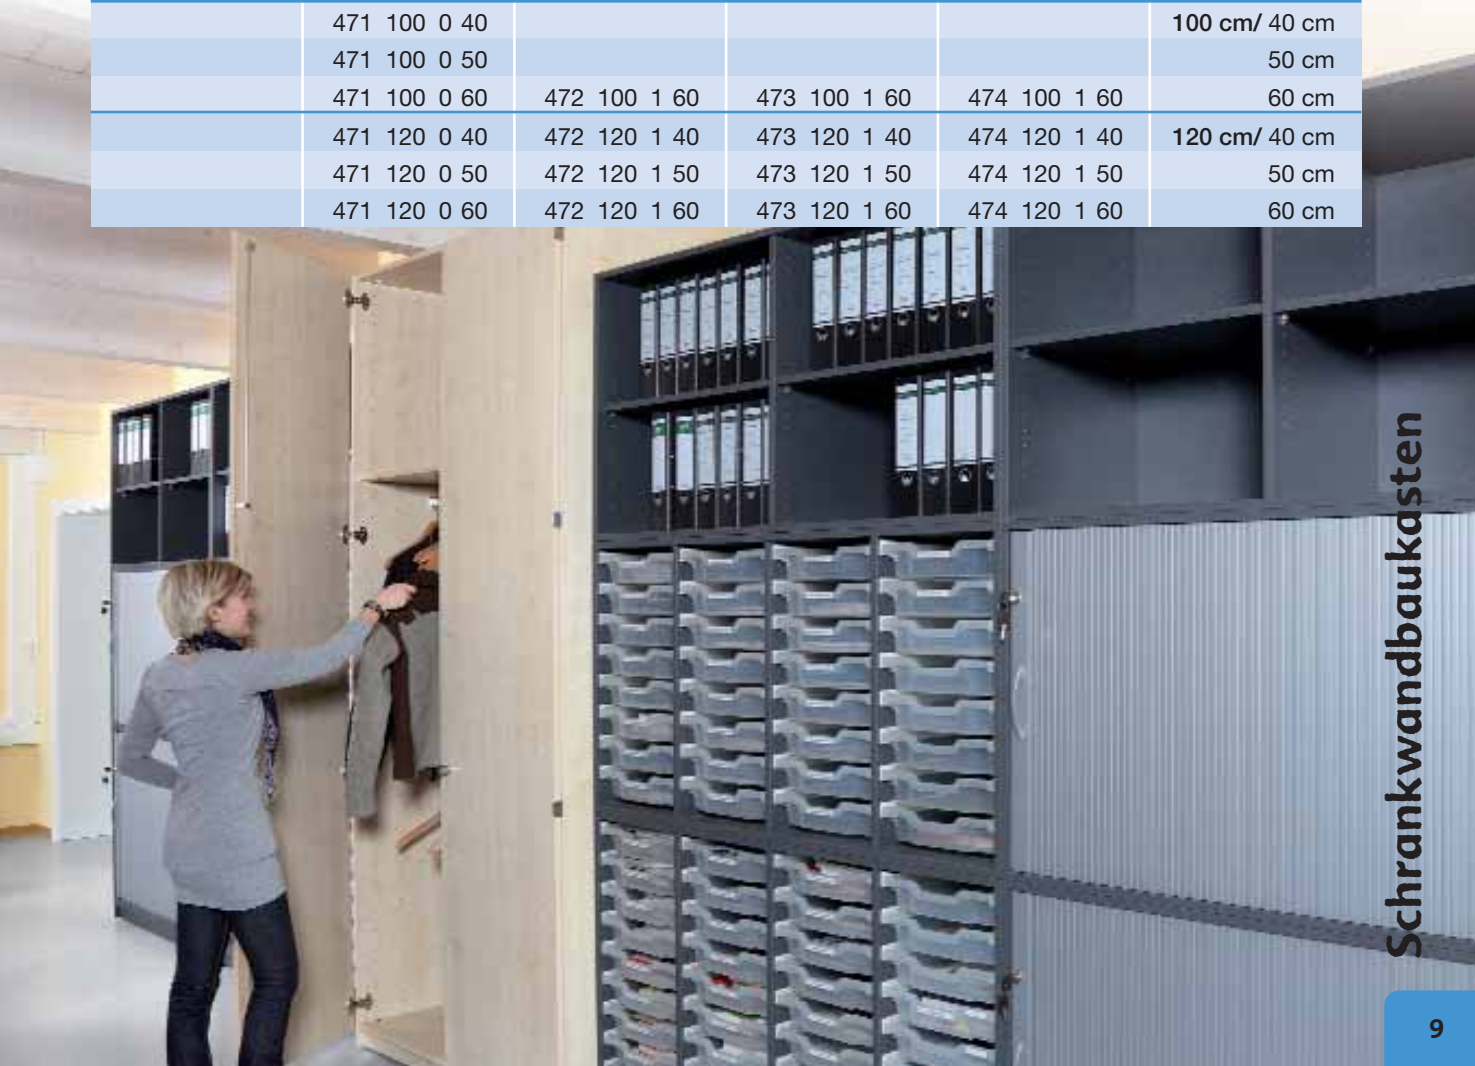 471 100 0 40 100 cm/ 40 cm
471 100 0 50 50 cm
471 100 0 60 472 100 1 60 473 100 1 60 474 100 1 60 60 cm
471 120 0 40 472 120 1 40 473 120 1 40 474 120 1 40 120 cm/ 40 cm
471 120 0 50 472 120 1 50 473 120 1 50 474 120 1 50 50 cm
471 120 0 60 472 120 1 60 473 120 1 60 474 120 1 60 60 cm
Schrankwandbaukasten
9